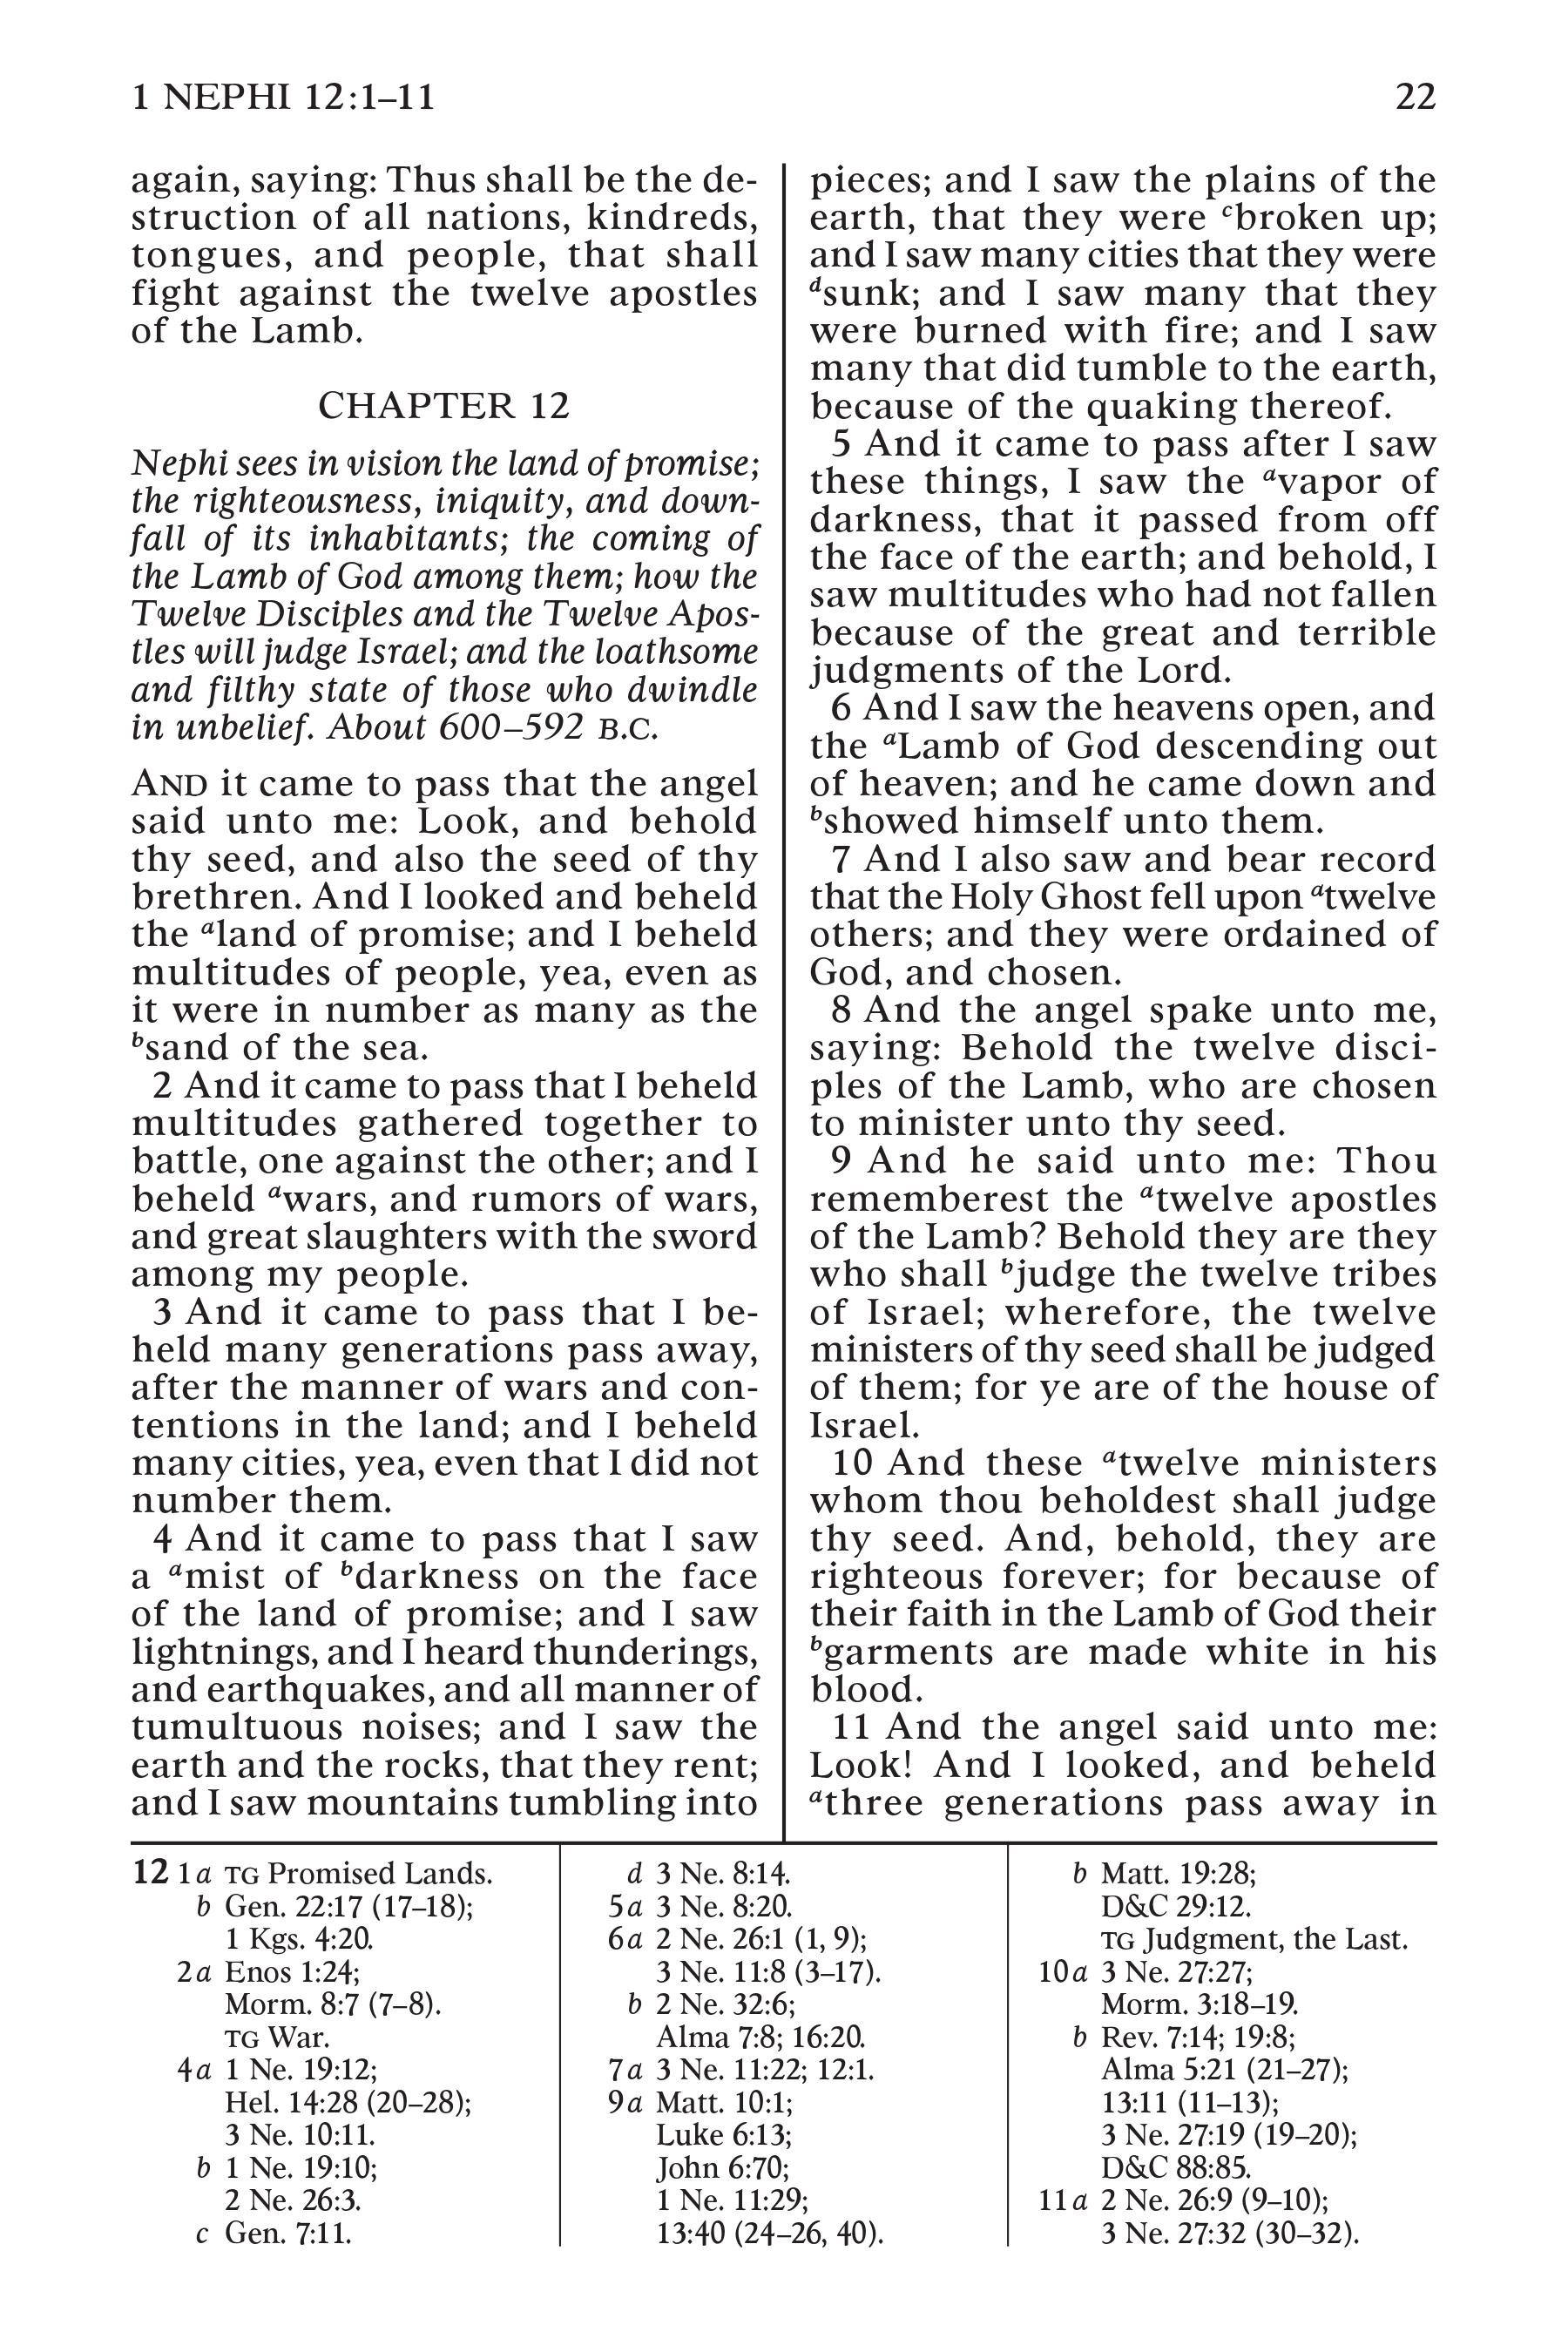 1 NEPHI 12:1–11
22
again, saying: Thus shall be the de-
struction of all nations, kindreds,
tongues, and people, that shall
fight against the twelve apostles
of the Lamb.
CHAPTER 12
Nephi sees in vision the land of promise;
the righteousness, iniquity, and down-
fall of its inhabitants; the coming of
the Lamb of God among them; how the
Twelve Disciples and the Twelve Apos-
tles will judge Israel; and the loathsome
and filthy state of those who dwindle
in unbelief. About 600–592 B.C.
AND it came to pass that the angel
said unto me: Look, and behold
thy seed, and also the seed of thy
brethren. And I looked and beheld
the aland of promise; and I beheld
multitudes of people, yea, even as
it were in number as many as the
bsand of the sea.
2 And it came to pass that I beheld
multitudes gathered together to
battle, one against the other; and I
beheld awars, and rumors of wars,
and great slaughters with the sword
among my people.
3 And it came to pass that I be-
held many generations pass away,
after the manner of wars and con-
tentions in the land; and I beheld
many cities, yea, even that I did not
number them.
4 And it came to pass that I saw
a amist of bdarkness on the face
of the land of promise; and I saw
lightnings, and I heard thunderings,
and earthquakes, and all manner of
tumultuous noises; and I saw the
earth and the rocks, that they rent;
and I saw mountains tumbling into
pieces; and I saw the plains of the
earth, that they were cbroken up;
and I saw many cities that they were
dsunk; and I saw many that they
were burned with fire; and I saw
many that did tumble to the earth,
because of the quaking thereof.
5 And it came to pass after I saw
these things, I saw the avapor of
darkness, that it passed from off
the face of the earth; and behold, I
saw multitudes who had not fallen
because of the great and terrible
judgments of the Lord.
6 And I saw the heavens open, and
the aLamb of God descending out
of heaven; and he came down and
bshowed himself unto them.
7 And I also saw and bear record
that the Holy Ghost fell upon atwelve
others; and they were ordained of
God, and chosen.
8 And the angel spake unto me,
saying: Behold the twelve disci-
ples of the Lamb, who are chosen
to minister unto thy seed.
9 And he said unto me: Thou
rememberest the atwelve apostles
of the Lamb? Behold they are they
who shall bjudge the twelve tribes
of Israel; wherefore, the twelve
ministers of thy seed shall be judged
of them; for ye are of the house of
Israel.
10 And these atwelve ministers
whom thou beholdest shall judge
thy seed. And, behold, they are
righteous forever; for because of
their faith in the Lamb of God their
bgarments are made white in his
blood.
11 And the angel said unto me:
Look! And I looked, and beheld
athree generations pass away in
12 1a TG Promised Lands.
b Gen. 22:17 (17–18);
1 Kgs. 4:20.
2a Enos 1:24;
Morm. 8:7 (7–8).
TG War.
4a 1 Ne. 19:12;
Hel. 14:28 (20–28);
3 Ne. 10:11.
b 1 Ne. 19:10;
2 Ne. 26:3.
c Gen. 7:11.
d 3 Ne. 8:14.
5a 3 Ne. 8:20.
6a 2 Ne. 26:1 (1, 9);
3 Ne. 11:8 (3–17).
b 2 Ne. 32:6;
Alma 7:8; 16:20.
7a 3 Ne. 11:22; 12:1.
9a Matt. 10:1;
Luke 6:13;
John 6:70;
1 Ne. 11:29;
13:40 (24–26, 40).
b Matt. 19:28;
D&C 29:12.
TG Judgment, the Last.
10a 3 Ne. 27:27;
Morm. 3:18–19.
b Rev. 7:14; 19:8;
Alma 5:21 (21–27);
13:11 (11–13);
3 Ne. 27:19 (19–20);
D&C 88:85.
11a 2 Ne. 26:9 (9–10);
3 Ne. 27:32 (30–32).